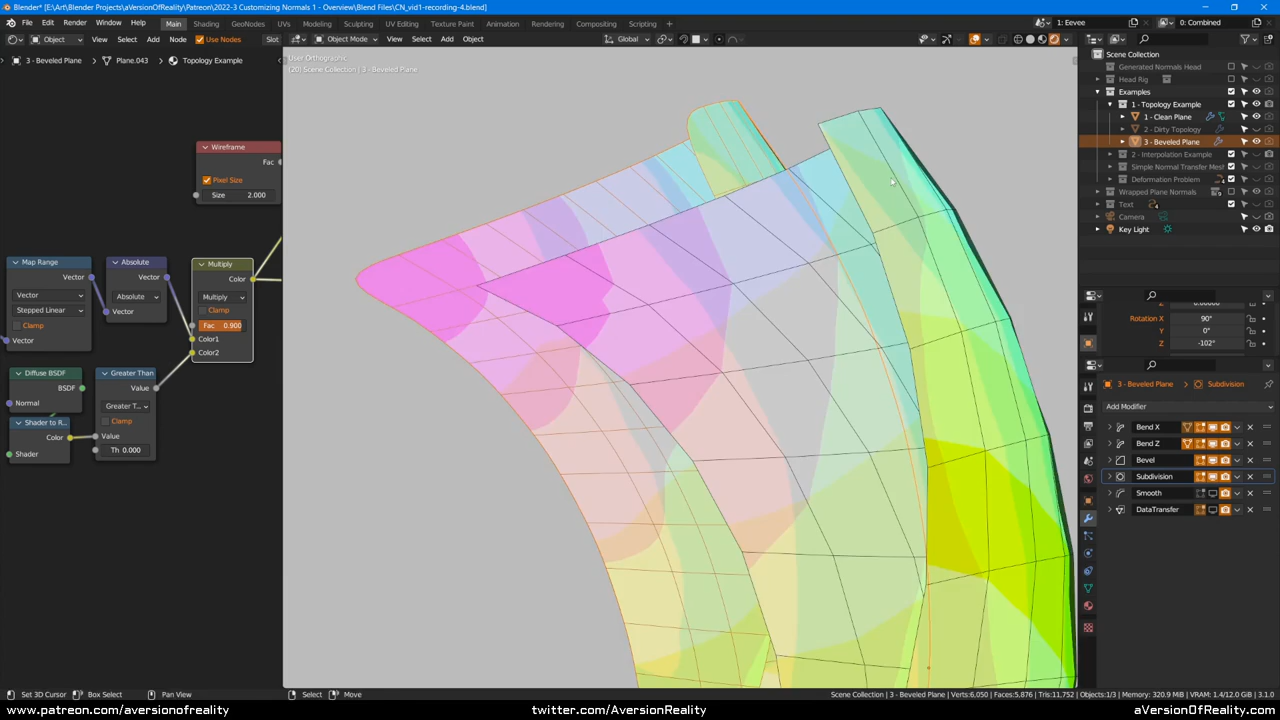 Blender* [E:\Art\Blender Projects\aVersionOfReality\Patreon\2022-3 Customizing Normals 1 - Overview\Blend Files\CN_vid1-recording-4.blend]
File Edit Render Window Help Main Shading GeoNodes UVs Modeling Sculpting UV Editing Texture Paint Animation Rendering Compositing Scripting 1: Eevee 0: Combined
Object View Select Add Node Use Nodes Slot Object Mode View Select Add Object Global
3 - Beveled Plane Plane.043 Topology Example
User Orthographic
(20) Scene Collection | 3 - Beveled Plane
Scene Collection
Generated Normals Head
Head Rig
Examples
1 - Topology Example
1 - Clean Plane
2 - Dirty Topology
3 - Beveled Plane
2 - Interpolation Example
Simple Normal Transfer Mesh
Deformation Problem
Wrapped Plane Normals
Text
Camera
Key Light
Wireframe
Fac
Pixel Size
Size 2.000
Map Range
Vector
Vector
Stepped Linear
Clamp
Vector
Absolute
Vector
Absolute
Vector
Multiply
Color
Multiply
Clamp
Fac 0.900
Color1
Color2
Diffuse BSDF
BSDF
Normal
Shader to R...
Color
Shader
Greater Than
Value
Greater T...
Clamp
Value
Th 0.000
Rotation X 90°
Y 0°
Z -102°
3 - Beveled Plane Subdivision
Add Modifier
Bend X
Bend Z
Bevel
Subdivision
Smooth
DataTransfer
Set 3D Cursor Box Select Pan View Select Move Scene Collection | 3 - Beveled Plane | Verts:6,050 | Faces:5,876 | Tris:11,752 | Objects:1/3 | Memory: 320.9 MiB | VRAM: 1.4/12.0 GiB | 3.1.0
www.patreon.com/aversionofreality twitter.com/AversionReality aVersionOfReality.com